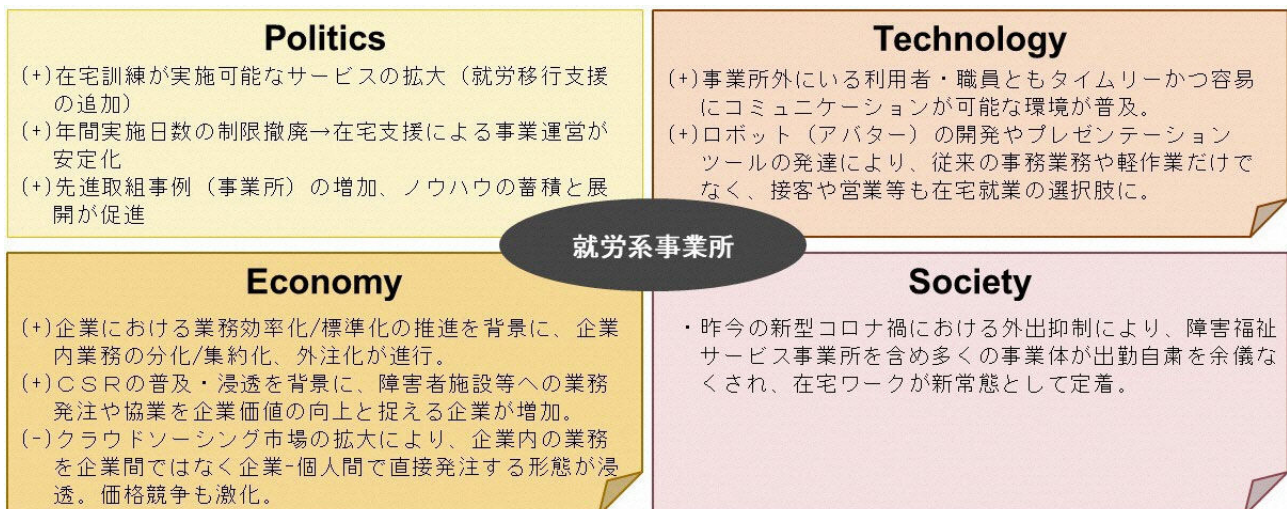 Politics
(+)在宅訓練が実施可能なサービスの拡大（就労移行支援
の追加）
(+)年間実施日数の制限撤廃→在宅支援による事業運営が
安定化
(+)先進取組事例（事業所）の増加、ノウハウの蓄積と展
開が促進
Technology
(+)事業所外にいる利用者・職員ともタイムリーかつ容易
にコミュニケーションが可能な環境が普及。
(+)ロボット（アバター）の開発やプレゼンテーション
ツールの発達により、従来の事務業務や軽作業だけで
なく、接客や営業等も在宅就業の選択肢に。
就労系事業所
Economy
(+)企業における業務効率化/標準化の推進を背景に、企業
内業務の分化/集約化、外注化が進行。
(+)ＣＳＲの普及・浸透を背景に、障害者施設等への業務
発注や協業を企業価値の向上と捉える企業が増加。
(-)クラウドソーシング市場の拡大により、企業内の業務
を企業間ではなく企業-個人間で直接発注する形態が浸
透。価格競争も激化。
Society
・昨今の新型コロナ禍における外出抑制により、障害福祉
サービス事業所を含め多くの事業体が出勤自粛を余儀な
くされ、在宅ワークが新常態として定着。